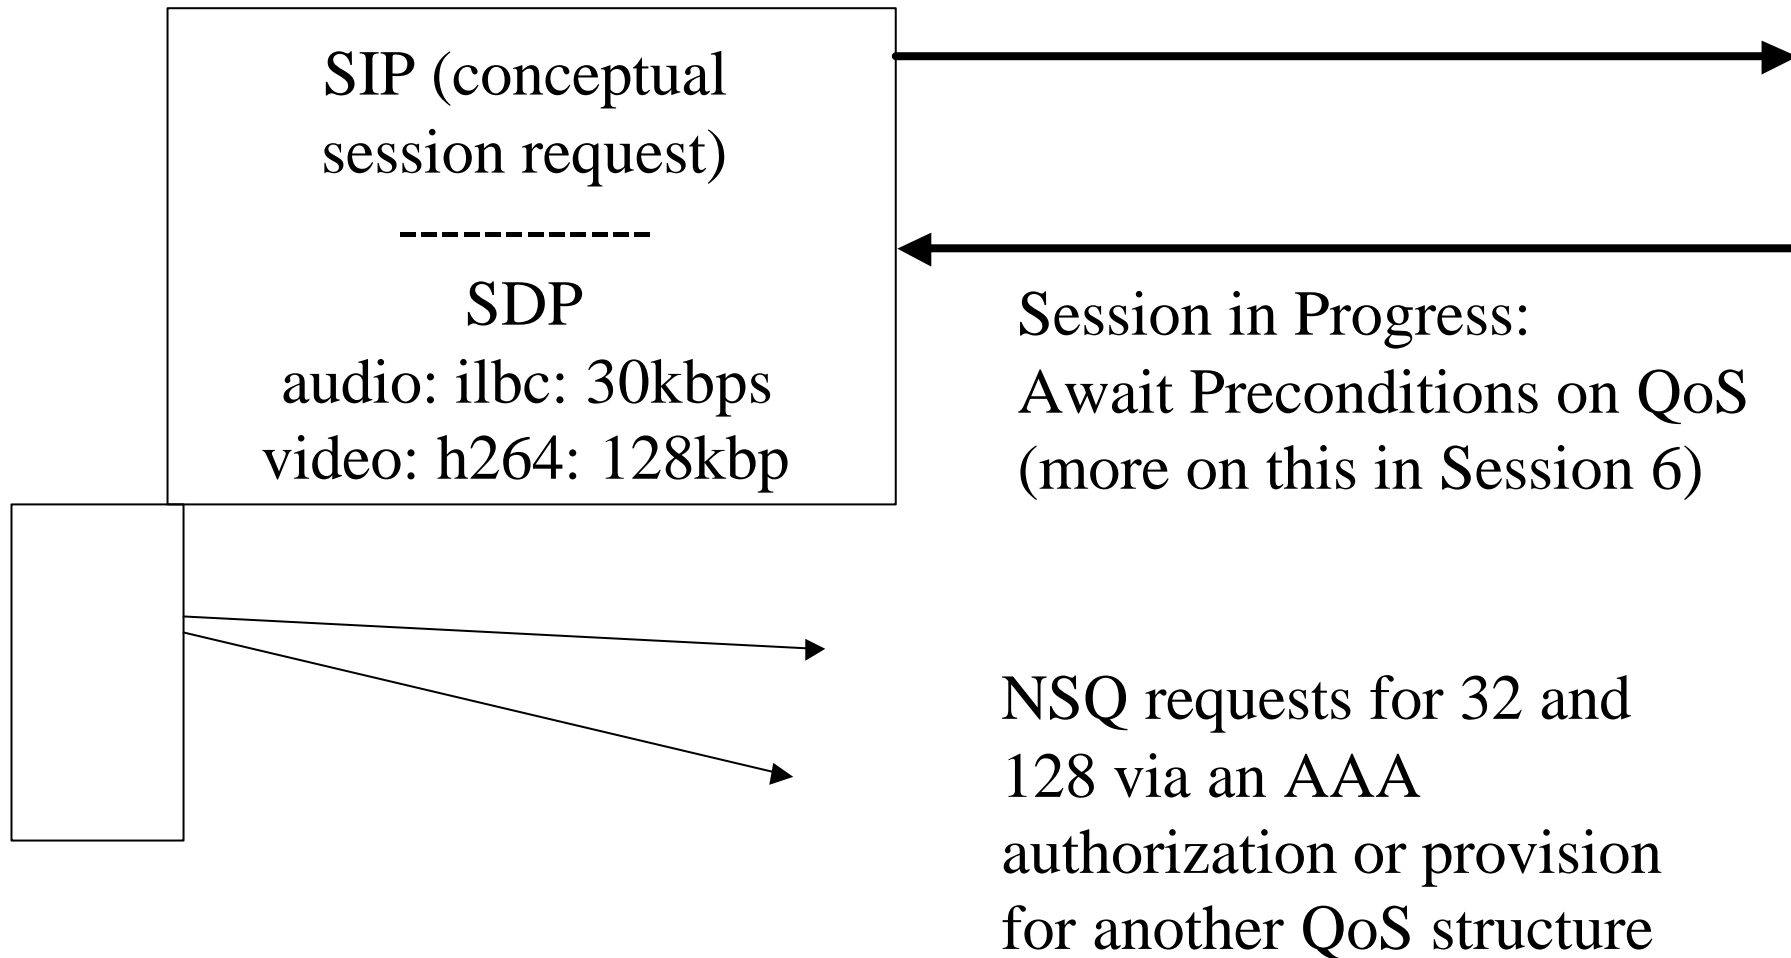 SIP (conceptual
session request)
------------
SDP
audio: ilbc: 30kbps
video: h264: 128kbp
Session in Progress:
Await Preconditions on QoS
(more on this in Session 6)
NSQ requests for 32 and
128 via an AAA
authorization or provision
for another QoS structure